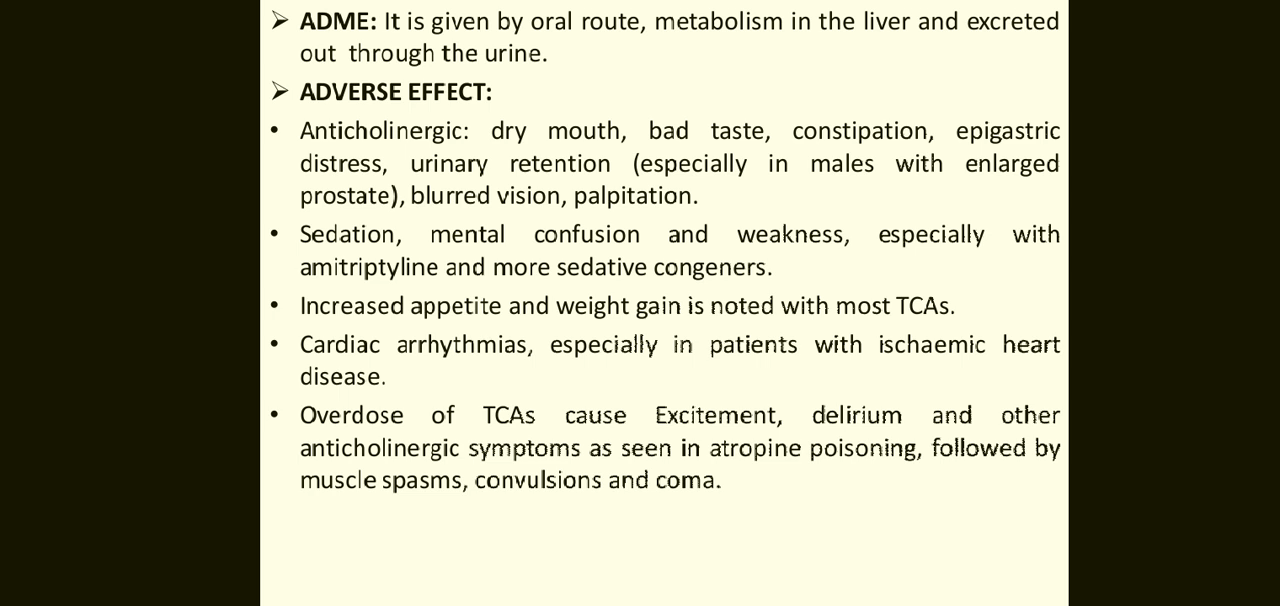 ➢ ADME: It is given by oral route, metabolism in the liver and excreted
out through the urine.
➢ ADVERSE EFFECT:
• Anticholinergic: dry mouth, bad taste, constipation, epigastric
distress, urinary retention (especially in males with enlarged
prostate), blurred vision, palpitation.
• Sedation, mental confusion and weakness, especially with
amitriptyline and more sedative congeners.
• Increased appetite and weight gain is noted with most TCAs.
• Cardiac arrhythmias, especially in patients with ischaemic heart
disease.
• Overdose of TCAs cause Excitement, delirium and other
anticholinergic symptoms as seen in atropine poisoning, followed by
muscle spasms, convulsions and coma.